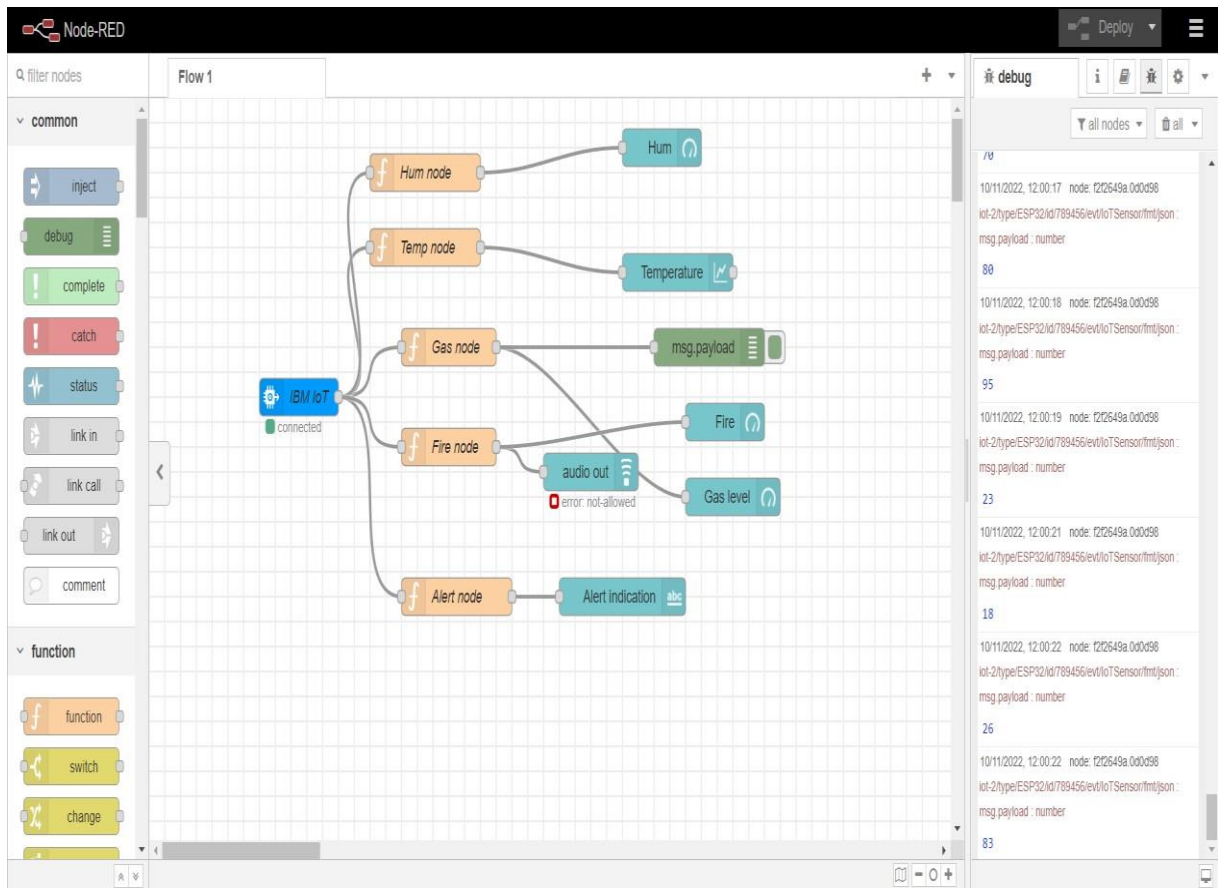 Node-RED
Deploy
filter nodes
common
inject
debug
complete
catch
status
link in
link call
link out
comment
function
function
switch
change
Flow 1
Hum node
Hum
Temp node
Temperature
Gas node
msg.payload
IBM IoT
connected
Fire node
Fire
audio out
error: not-allowed
Gas level
Alert node
Alert indication
abc
debug
i
all nodes
all
70
10/11/2022, 12:00:17 node: f2f2649a.0d0d98
iot-2/type/ESP32/id/789456/evt/IoTSensor/fmt/json :
msg.payload : number
80
10/11/2022, 12:00:18 node: f2f2649a.0d0d98
iot-2/type/ESP32/id/789456/evt/IoTSensor/fmt/json :
msg.payload : number
95
10/11/2022, 12:00:19 node: f2f2649a.0d0d98
iot-2/type/ESP32/id/789456/evt/IoTSensor/fmt/json :
msg.payload : number
23
10/11/2022, 12:00:21 node: f2f2649a.0d0d98
iot-2/type/ESP32/id/789456/evt/IoTSensor/fmt/json :
msg.payload : number
18
10/11/2022, 12:00:22 node: f2f2649a.0d0d98
iot-2/type/ESP32/id/789456/evt/IoTSensor/fmt/json :
msg.payload : number
26
10/11/2022, 12:00:22 node: f2f2649a.0d0d98
iot-2/type/ESP32/id/789456/evt/IoTSensor/fmt/json :
msg.payload : number
83